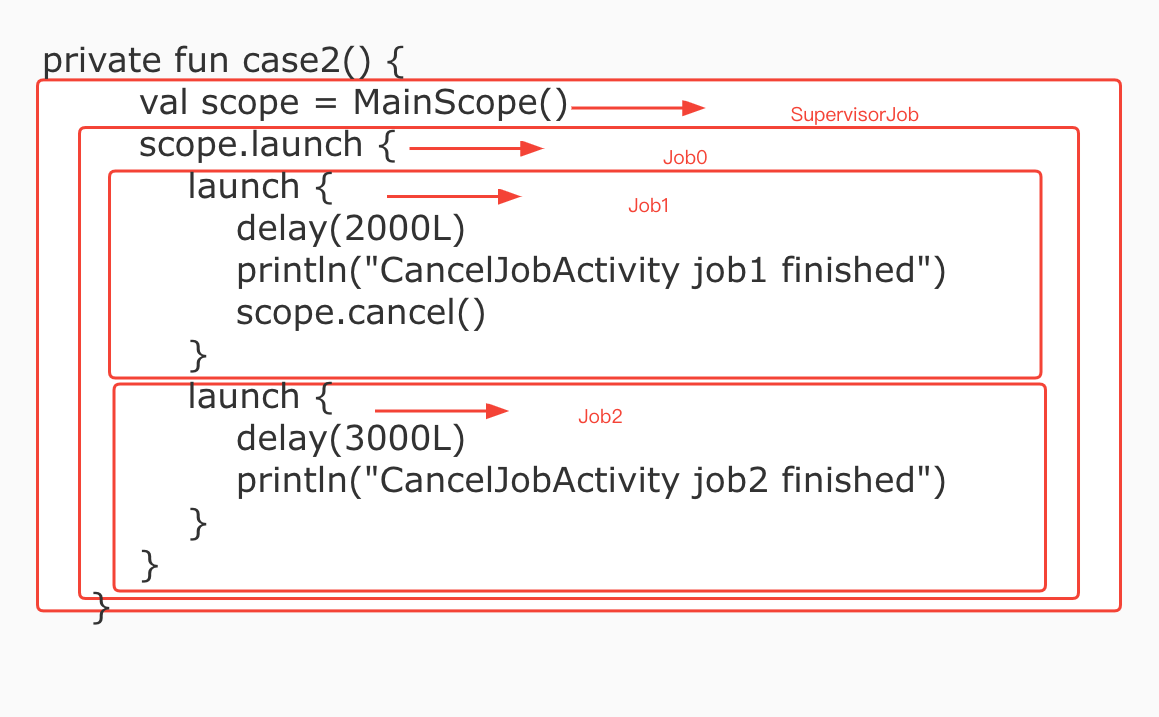 private fun case2() {
val scope = MainScope()
SupervisorJob
scope.launch {
Job0
launch {
Job1
delay(2000L)
println("CancelJobActivity job1 finished")
scope.cancel()
}
launch {
Job2
delay(3000L)
println("CancelJobActivity job2 finished")
}
}
}